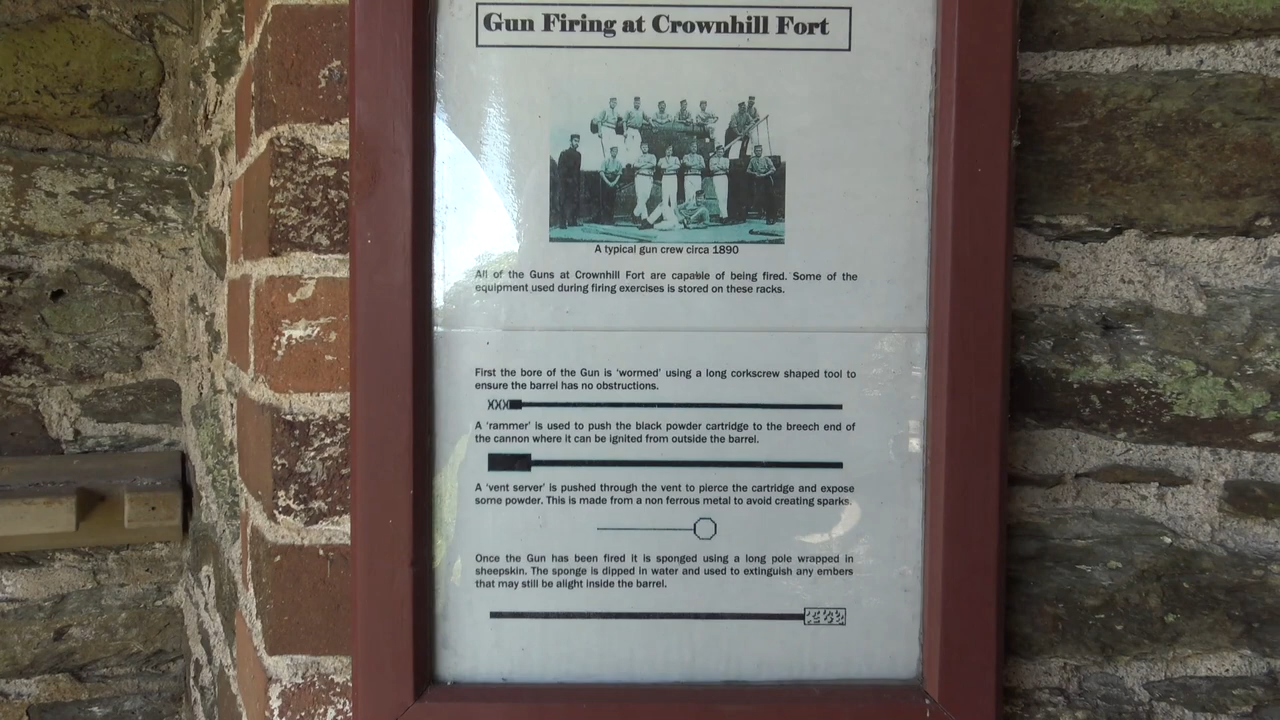 Gun Firing at Crownhill Fort
A typical gun crew circa 1890
All of the Guns at Crownhill Fort are capable of being fired. Some of the
equipment used during firing exercises is stored on these racks.
First the bore of the Gun is ‘wormed’ using a long corkscrew shaped tool to
ensure the barrel has no obstructions.
A ‘rammer’ is used to push the black powder cartridge to the breech end of
the cannon where it can be ignited from outside the barrel.
A ‘vent server’ is pushed through the vent to pierce the cartridge and expose
some powder. This is made from a non ferrous metal to avoid creating sparks.
Once the Gun has been fired it is sponged using a long pole wrapped in
sheepskin. The sponge is dipped in water and used to extinguish any embers
that may still be alight inside the barrel.